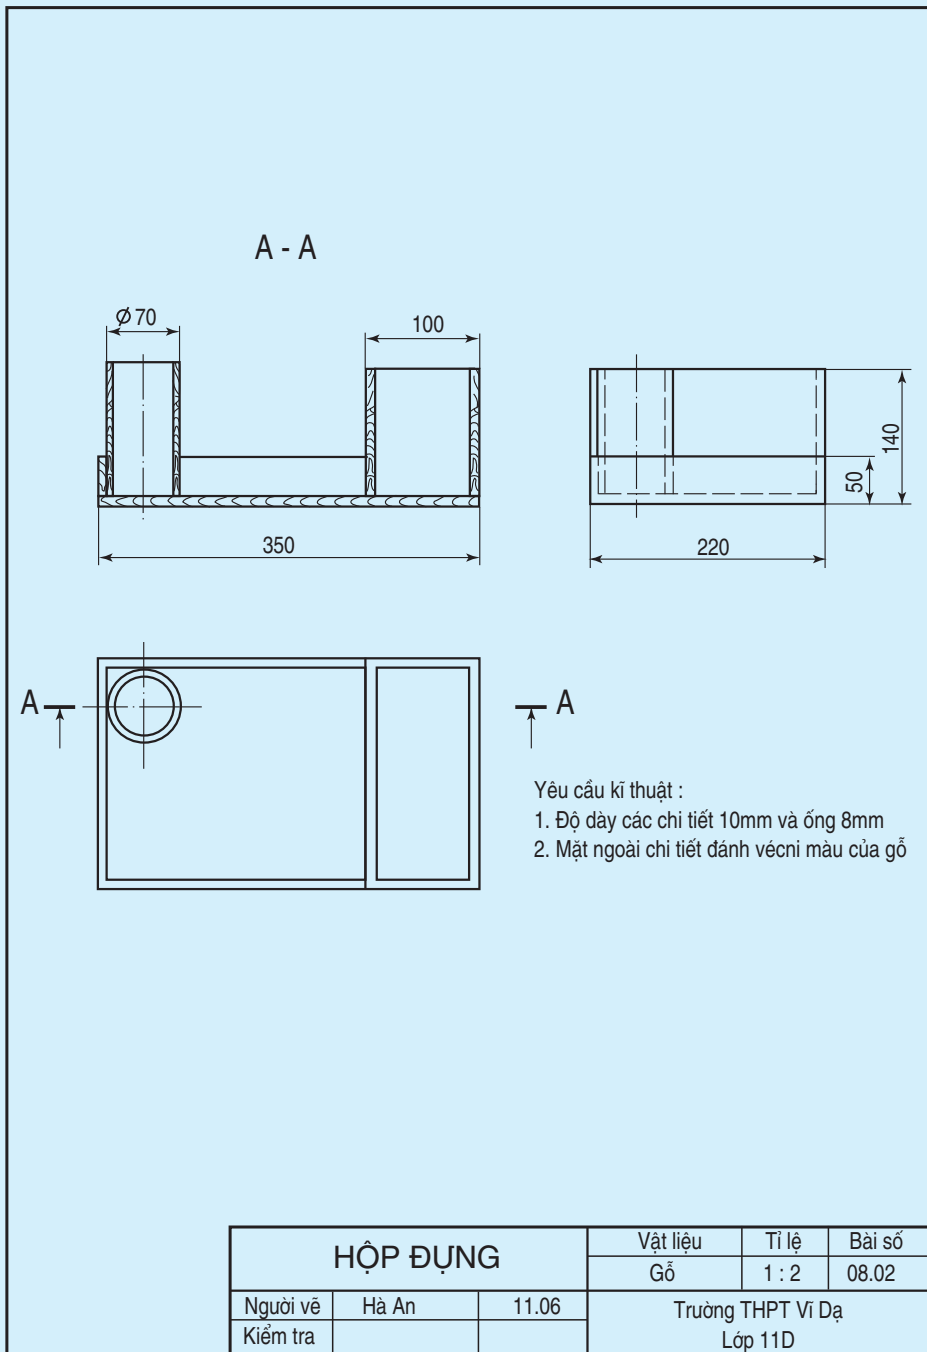 A - A
Ø 70
100
140
50
350
220
A
A
Yêu cầu kĩ thuật :
1. Độ dày các chi tiết 10mm và ống 8mm
2. Mặt ngoài chi tiết đánh vécni màu của gỗ
HỘP ĐỰNG
Vật liệu
Tỉ lệ
Bài số
Gỗ
1 : 2
08.02
Người vẽ
Hà An
11.06
Trường THPT Vĩ Dạ
Kiểm tra
Lớp 11D